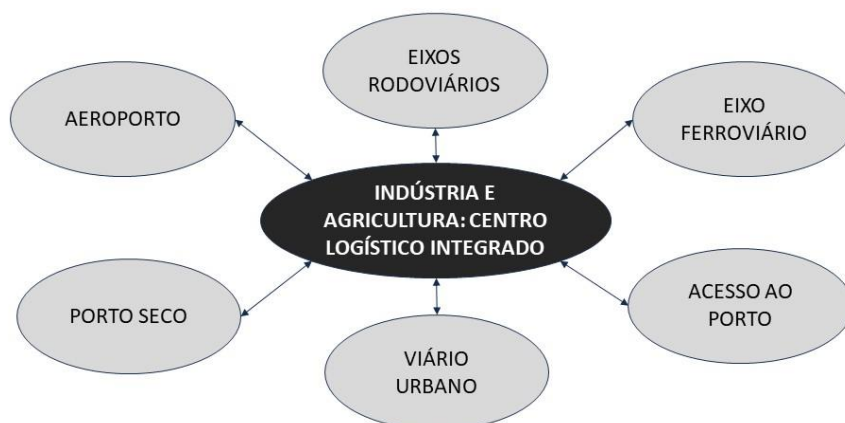 EIXOS
RODOVIÁRIOS
AEROPORTO
EIXO
FERROVIÁRIO
INDÚSTRIA E
AGRICULTURA: CENTRO
LOGÍSTICO INTEGRADO
PORTO SECO
ACESSO AO
PORTO
VIÁRIO
URBANO